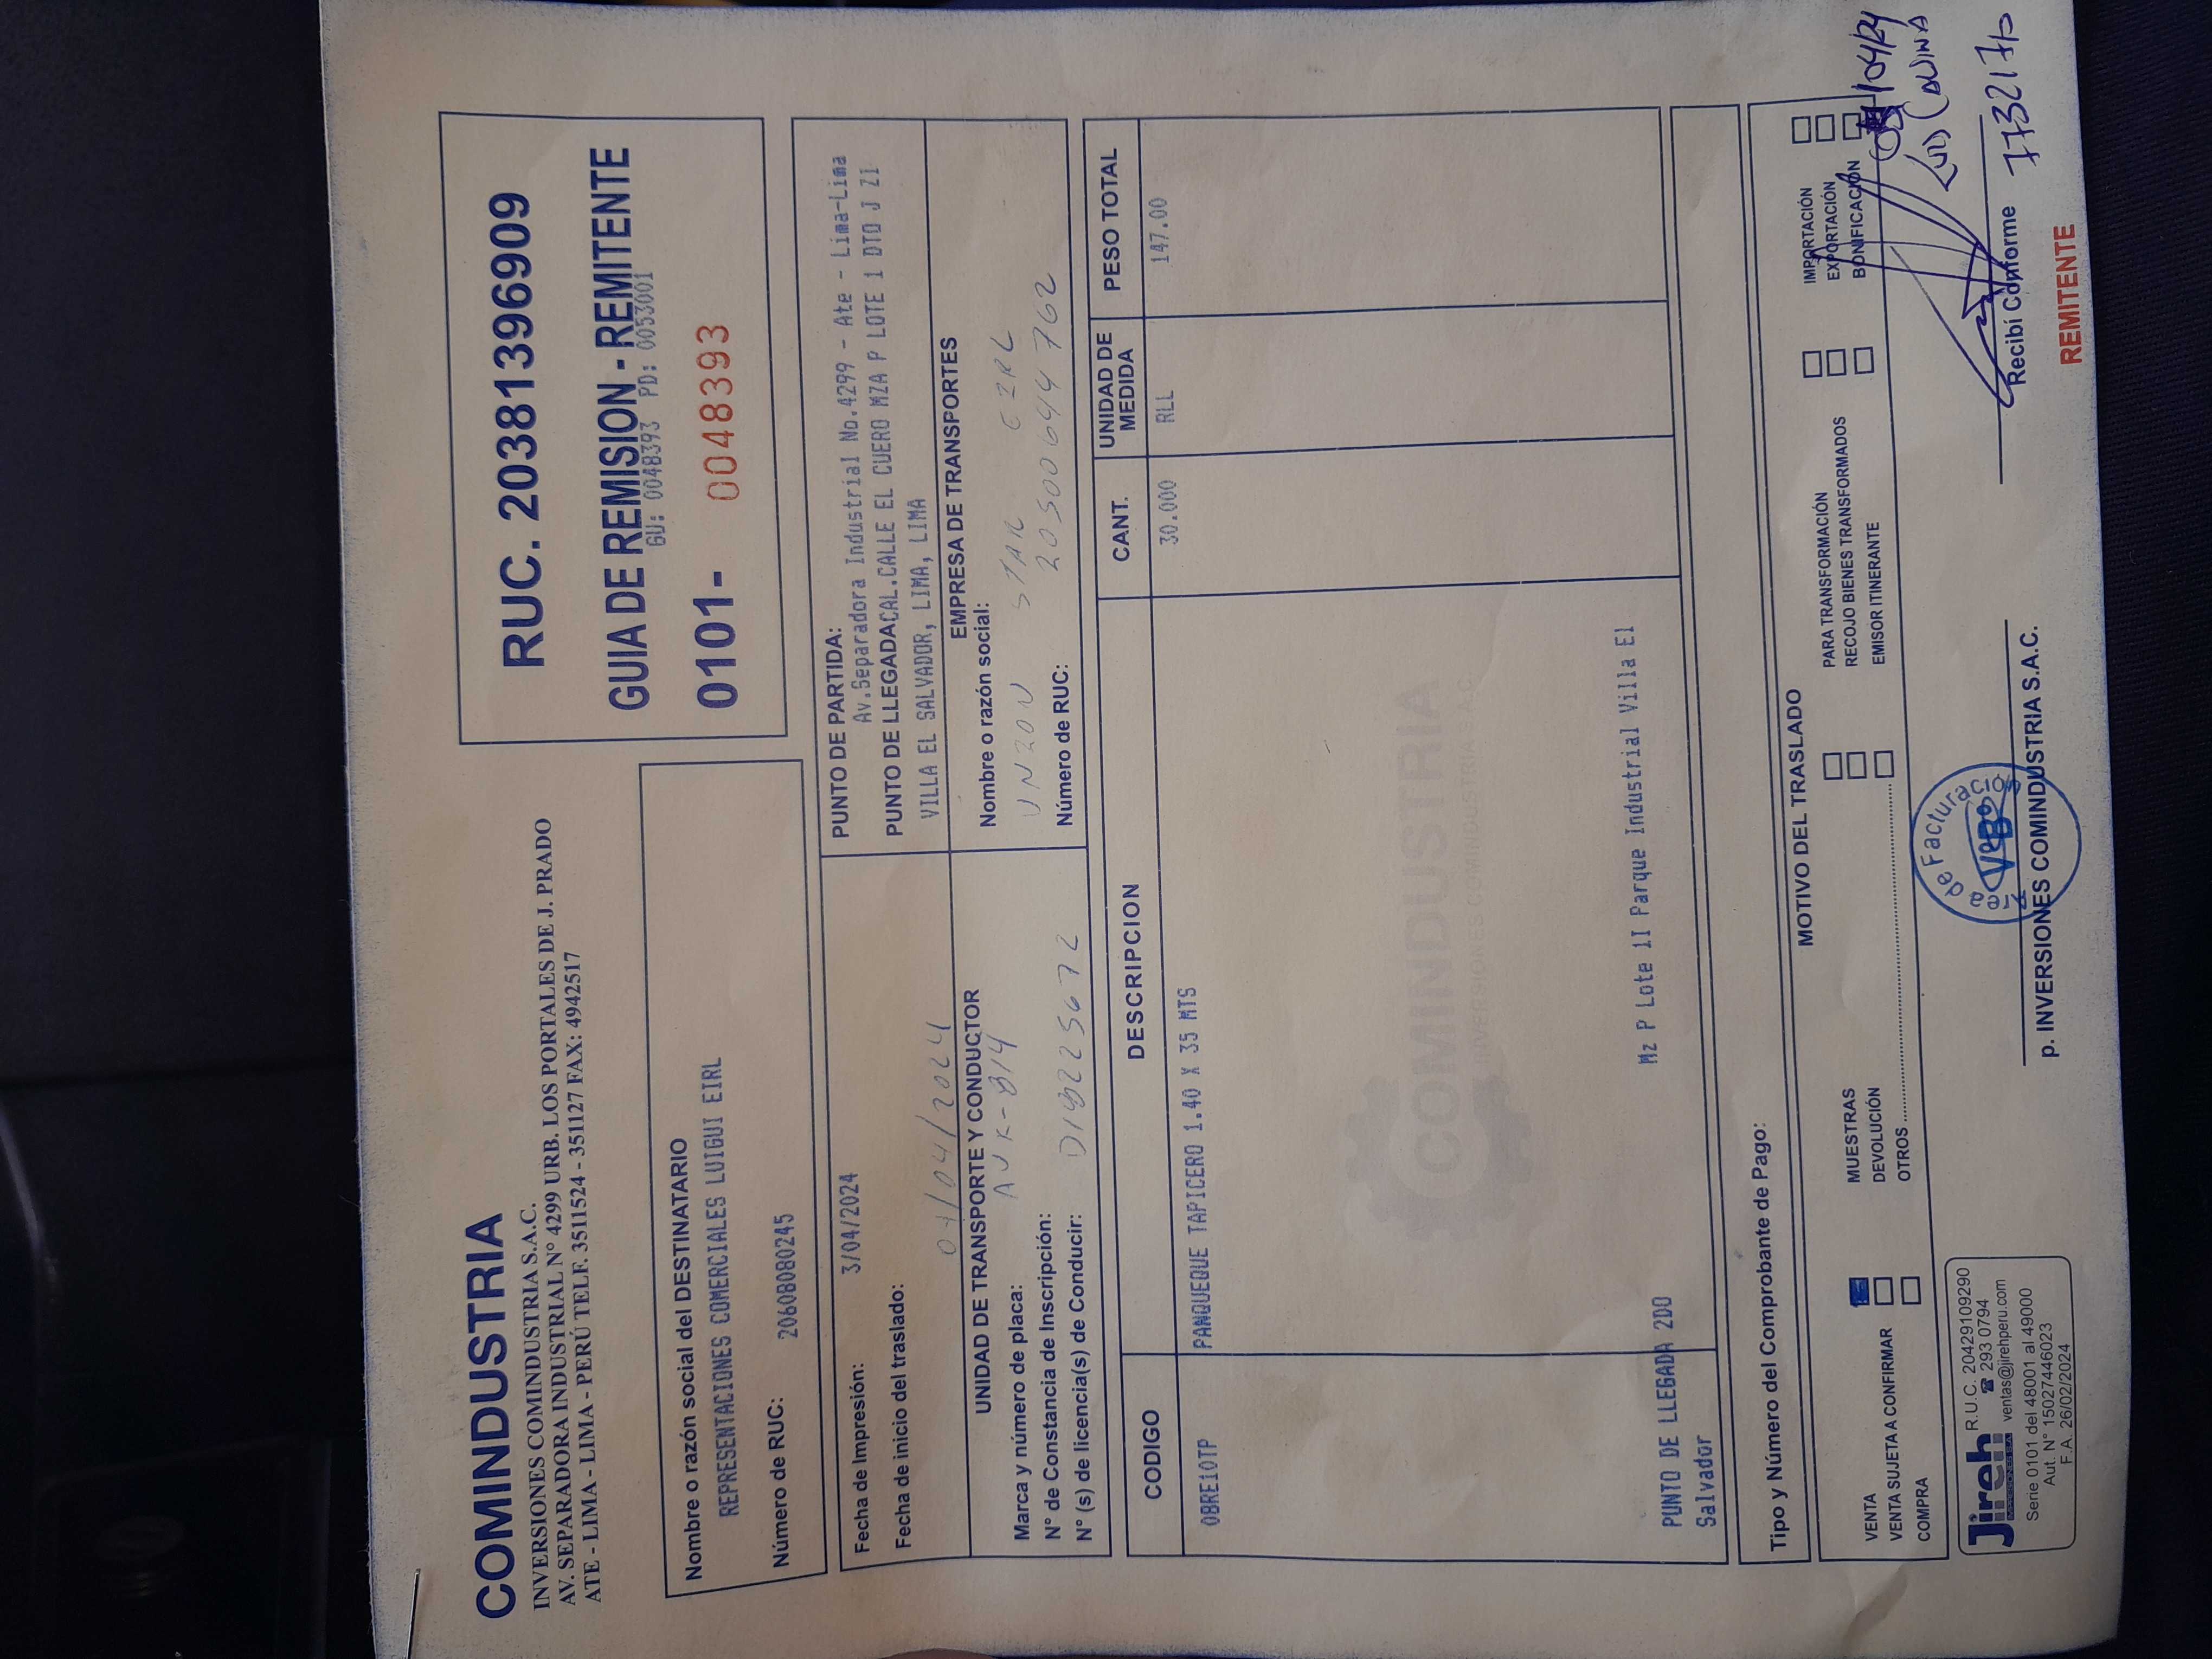 COMINDUSTRIA
INVERSIONES COMINDUSTRIA S.A.C.
AV. SEPARADORA INDUSTRIAL N° 4299 URB. LOS PORTALES DE J. PRADO
ATE - LIMA - LIMA - PERÚ TELF. 3511524 - 351127 FAX: 4942517
RUC. 20381396909
GUIA DE REMISION - REMITENTE
GU: 0048393 PD: 0053001
0101- 0048393
Nombre o razón social del DESTINATARIO
REPRESENTACIONES COMERCIALES LUIGUI EIRL
Número de RUC: 20608080245
PUNTO DE PARTIDA:
Av.Separadora Industrial No.4299 - Ate - Lima-Lima
PUNTO DE LLEGADACAL.CALLE EL CUERO MZA P LOTE 1 DTO J ZI
VILLA EL SALVADOR, LIMA, LIMA
Fecha de Impresión: 3/04/2024
Fecha de inicio del traslado: /04/2024
UNIDAD DE TRANSPORTE Y CONDUCTOR
Marca y número de placa: AVK-814
N° de Constancia de Inscripción:
N° (s) de licencia(s) de Conducir:
EMPRESA DE TRANSPORTES
Nombre o razón social:
STAR
Número de RUC: 20500644762
CODIGO DESCRIPCION CANT. UNIDAD DE MEDIDA PESO TOTAL
OBRE10TP PANQUEQUE TAPICERO 1.40 X 35 MTS 30.000 RLL 147.00
COMINDUSTRIA
INVERSIONES COMINDUSTRIA S.A.C.
PUNTO DE LLEGADA 2DO Mz P Lote 1I Parque Industrial Villa El
Salvador
Tipo y Número del Comprobante de Pago:
MOTIVO DEL TRASLADO
VENTA
VENTA SUJETA A CONFIRMAR
COMPRA
MUESTRAS
DEVOLUCIÓN
OTROS
PARA TRANSFORMACIÓN
RECOJO BIENES TRANSFORMADOS
EMISOR ITINERANTE
IMPORTACIÓN
EXPORTACIÓN
BONIFICACIÓN
Jireh
R.U.C. 20429109290
293 0794
ventas@jirehperu.com
Serie 0101 del 48001 al 49000
Aut. N° 15027446023
F. A. 26/02/2024
de Facturació
p. INVERSIONES COMINDUSTRIA S.A.C.
/04/24
Recibí Conforme
REMITENTE